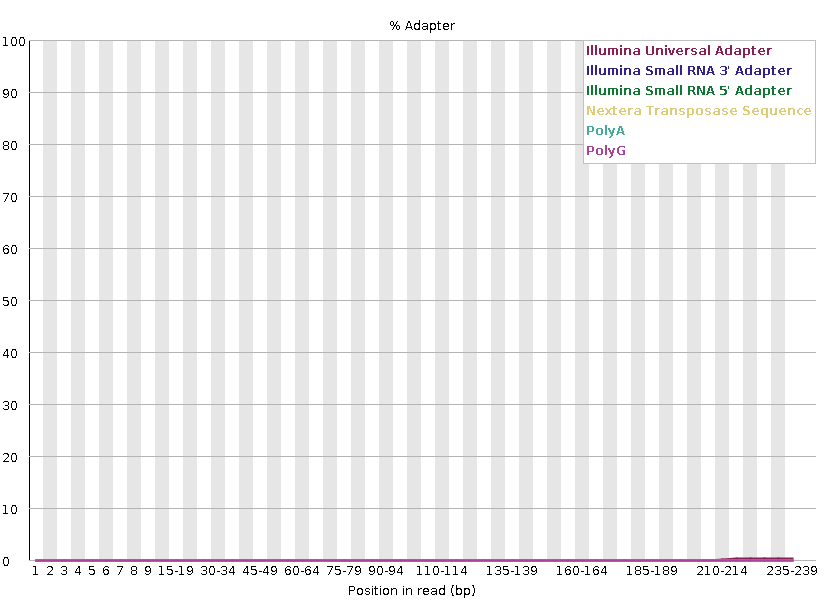 % Adapter
100
90
80
70
60
50
40
30
20
10
0
Illumina Universal Adapter
Illumina Small RNA 3' Adapter
Illumina Small RNA 5' Adapter
Nextera Transposase Sequence
PolyA
PolyG
1 2 3 4 5 6 7 8 9 15-19 30-34 45-49 60-64 75-79 90-94 110-114 135-139 160-164 185-189 210-214 235-239
Position in read (bp)